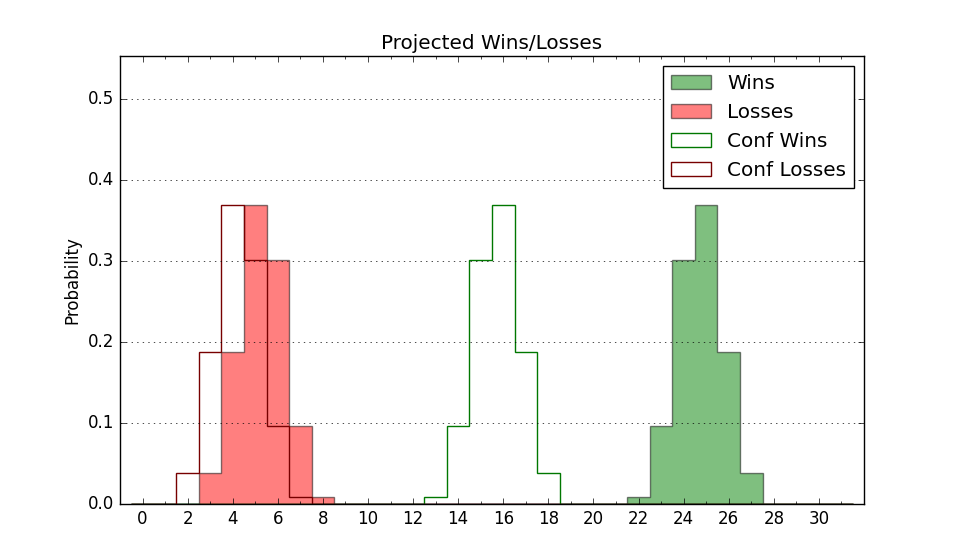 Projected Wins/Losses
Wins
Losses
Conf Wins
Conf Losses
Probability
0.5
0.4
0.3
0.2
0.1
0.0
0 2 4 6 8 10 12 14 16 18 20 22 24 26 28 30